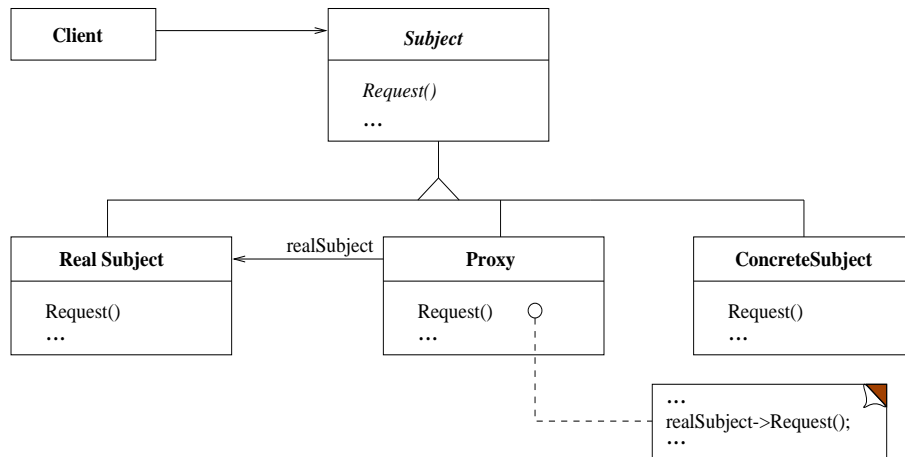 Client
Subject
Request()
...
realSubject
Real Subject
Request()
...
Proxy
Request()
...
ConcreteSubject
Request()
...
...
realSubject->Request();
...